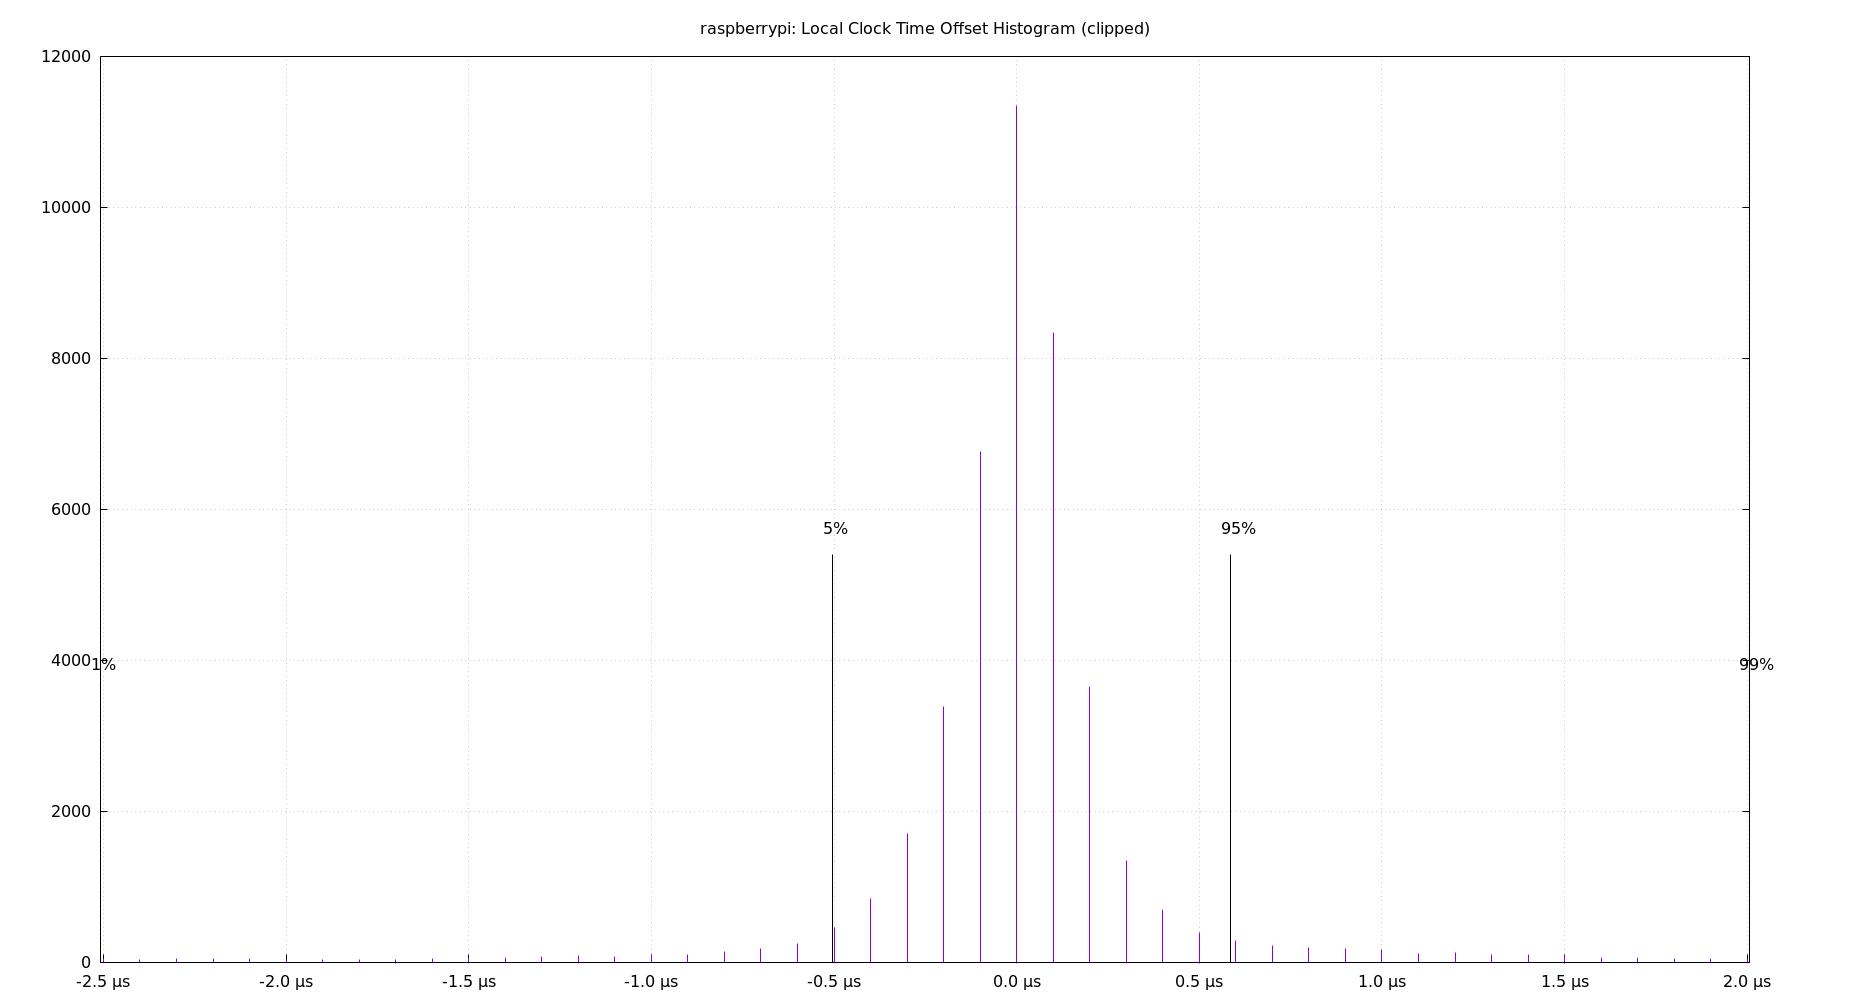 raspberrypi: Local Clock Time Offset Histogram (clipped)
12000
10000
8000
6000
5% 95%
4000 1% 99%
2000
0
-2.5 µs -2.0 µs -1.5 µs -1.0 µs -0.5 µs 0.0 µs 0.5 µs 1.0 µs 1.5 µs 2.0 µs